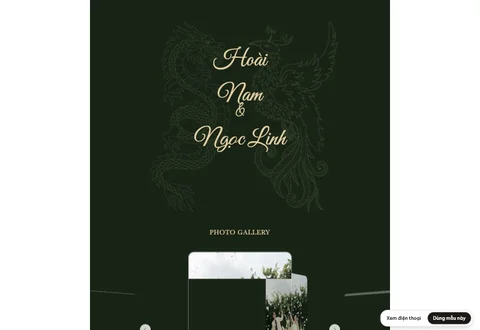 Hoài
Nam
&
Ngọc Linh
PHOTO GALLERY
Xem điện thoại
Dùng mẫu này